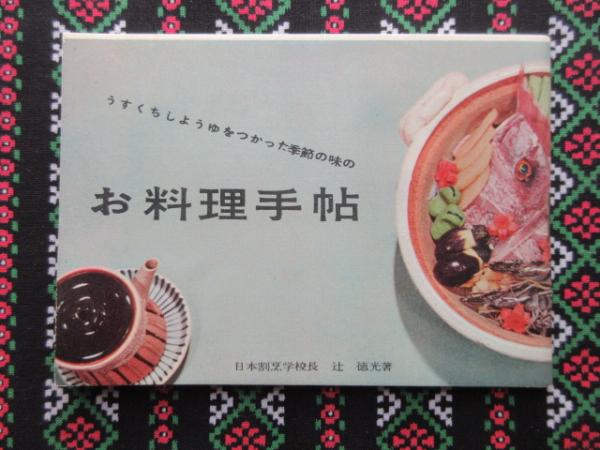 うすくちしようゆをつかった季節の味の
お料理手帖
日本割烹学校長 辻 徳光著